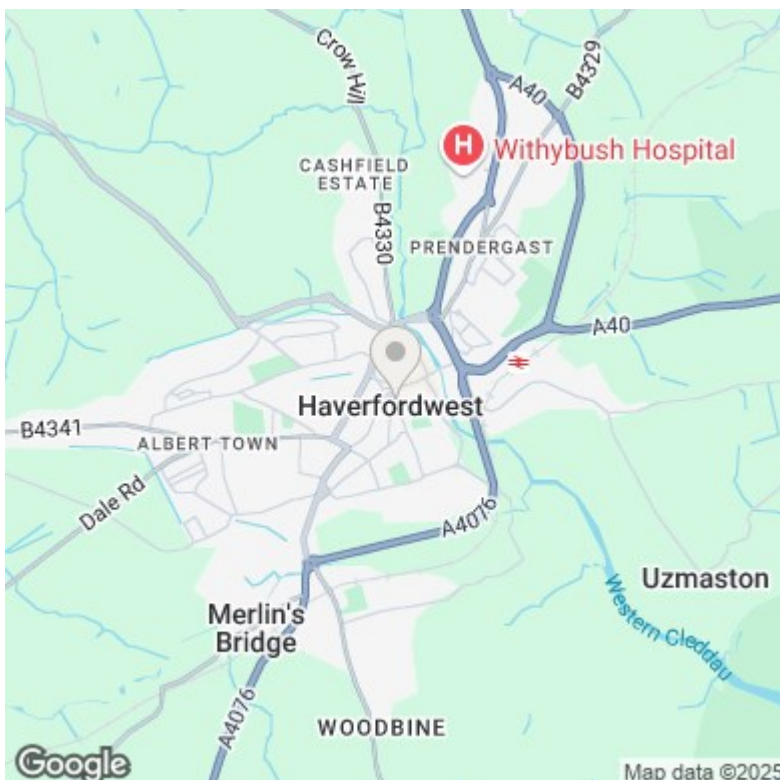 Crow Hill
A40
B4329
H
Withybush Hospital
CASHFIELD
ESTATE
B4330
PRENDERGAST
A40
Haverfordwest
B4341
ALBERT TOWN
Dale Rd
A4076
Uzmaston
Merlin's
Bridge
Western Cleddau
A4076
WOODBINE
Google
Map data ©2025